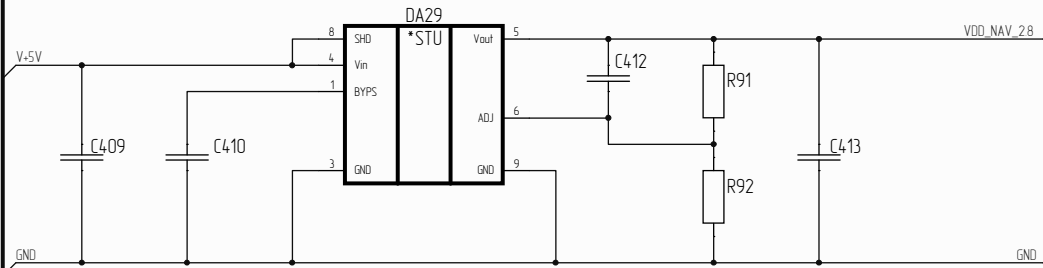 DA29
8 SHD *STU Vout 5 VDD_NAV_2.8
V+5V 4 Vin C412
1 BYPS R91
ADJ 6
C409 C410 C413
3 GND GND 9
R92
GND GND